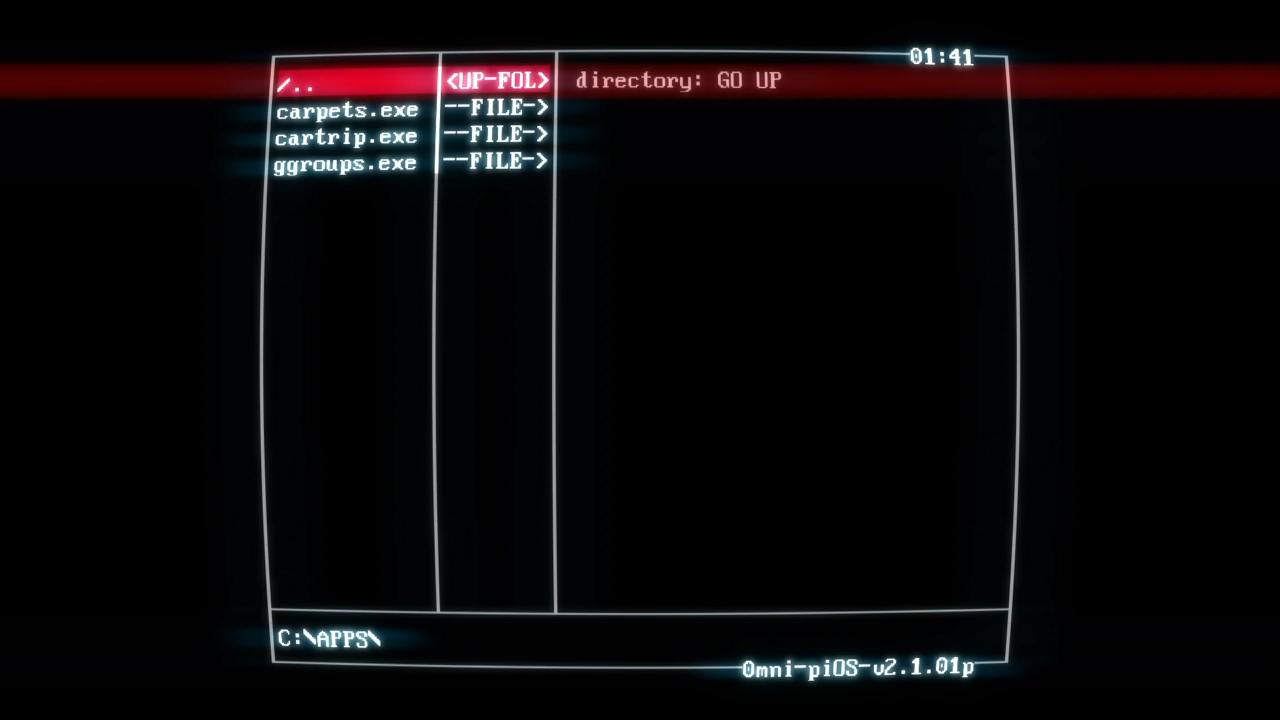 01:41
/.. <UP-FOL> directory: GO UP
carpets.exe --FILE->
cartrip.exe --FILE->
ggroups.exe --FILE->
C:\APPS\
0mni-piOS-v2.1.01p